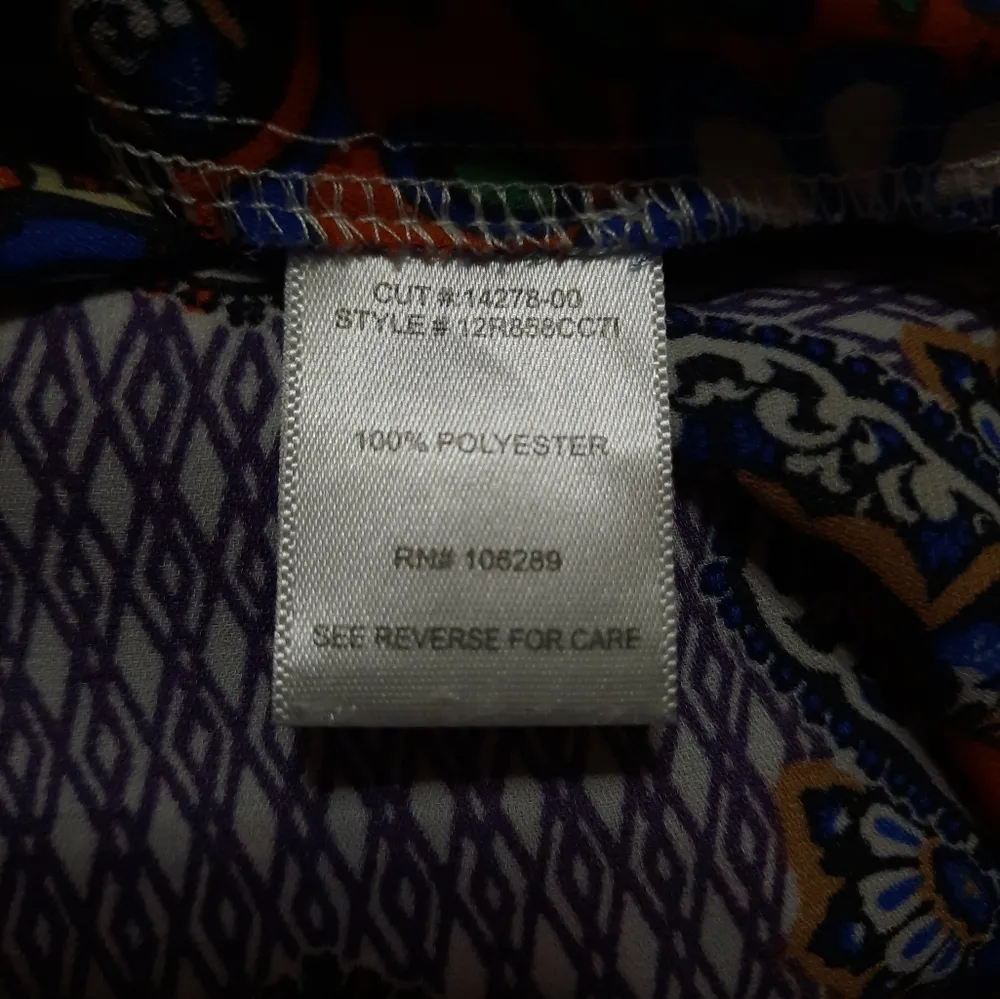 CUT # 14278-00
STYLE # 12R858CC7I
100% POLYESTER
RN# 106289
SEE REVERSE FOR CARE